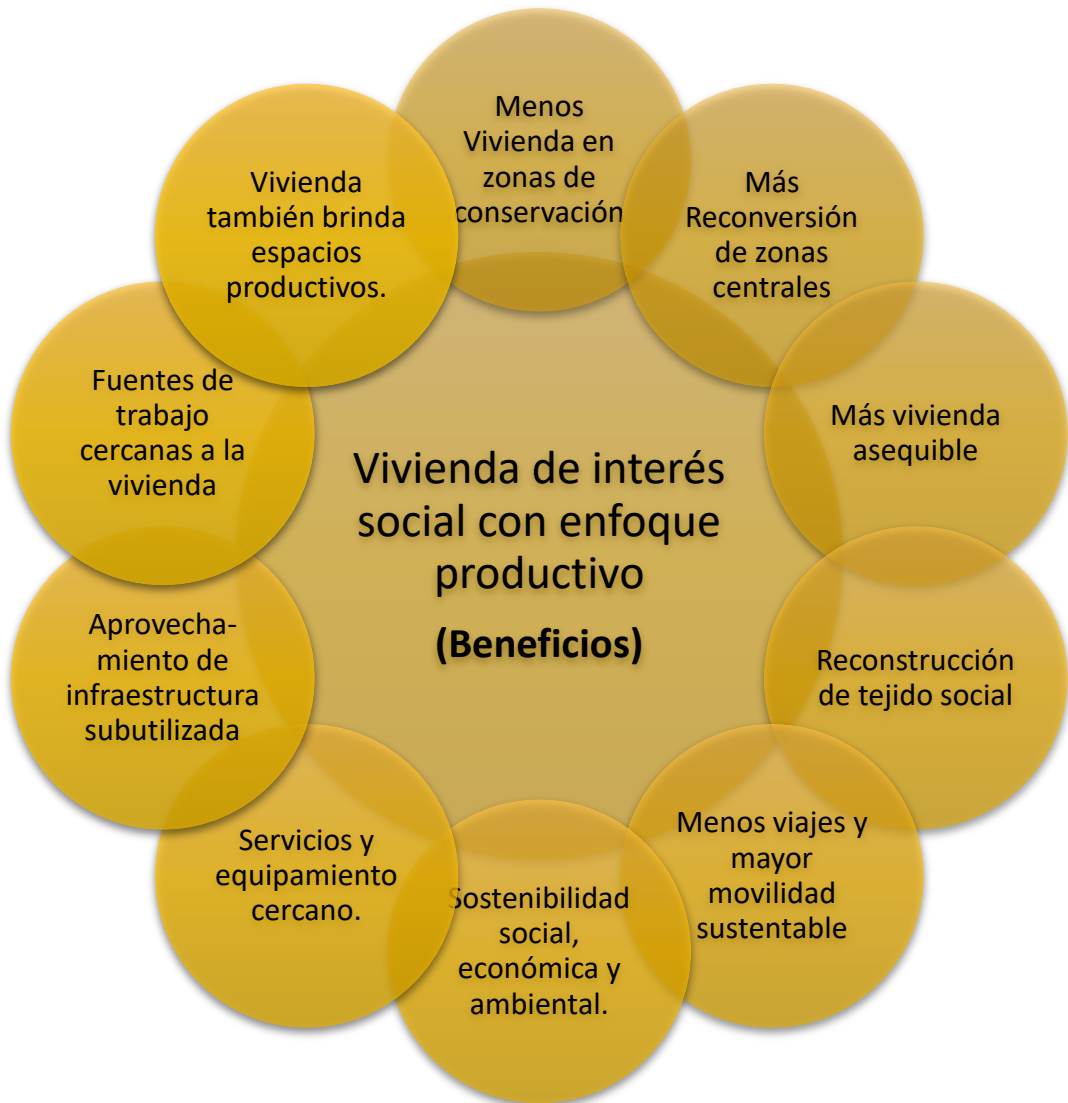 Menos
Vivienda en
zonas de
conservación
Más
Reconversión
de zonas
centrales
Más vivienda
asequible
Reconstrucción
de tejido social
Menos viajes y
mayor
movilidad
sustentable
Sostenibilidad
social,
económica y
ambiental.
Servicios y
equipamiento
cercano.
Aprovecha-
miento de
infraestructura
subutilizada
Fuentes de
trabajo
cercanas a la
vivienda
Vivienda
también brinda
espacios
productivos.
Vivienda de interés
social con enfoque
productivo
(Beneficios)